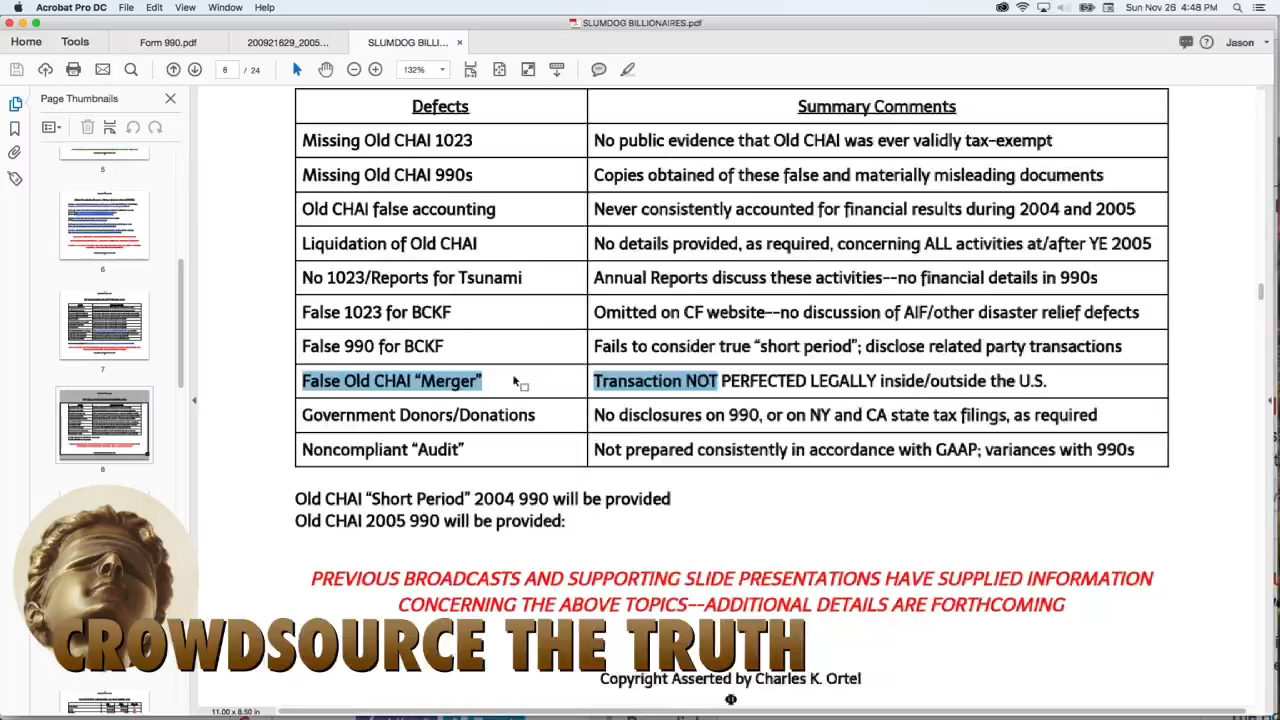 Acrobat Pro DC File Edit View Window Help Sun Nov 26 4:48 PM
SLUMDOG BILLIONAIRES.pdf
Home Tools Form 990.pdf 200921629_2005... SLUMDOG BILLI... × Jason
8 / 24 132%
Page Thumbnails
5
6
7
8
Defects Summary Comments
Missing Old CHAI 1023 No public evidence that Old CHAI was ever validly tax-exempt
Missing Old CHAI 990s Copies obtained of these false and materially misleading documents
Old CHAI false accounting Never consistently accounted for financial results during 2004 and 2005
Liquidation of Old CHAI No details provided, as required, concerning ALL activities at/after YE 2005
No 1023/Reports for Tsunami Annual Reports discuss these activities--no financial details in 990s
False 1023 for BCKF Omitted on CF website--no discussion of AIF/other disaster relief defects
False 990 for BCKF Fails to consider true “short period”; disclose related party transactions
False Old CHAI “Merger” Transaction NOT PERFECTED LEGALLY inside/outside the U.S.
Government Donors/Donations No disclosures on 990, or on NY and CA state tax filings, as required
Noncompliant “Audit” Not prepared consistently in accordance with GAAP; variances with 990s
Old CHAI “Short Period” 2004 990 will be provided
Old CHAI 2005 990 will be provided:
PREVIOUS BROADCASTS AND SUPPORTING SLIDE PRESENTATIONS HAVE SUPPLIED INFORMATION
CONCERNING THE ABOVE TOPICS--ADDITIONAL DETAILS ARE FORTHCOMING
CROWDSOURCE THE TRUTH
Copyright Asserted by Charles K. Ortel
11.00 x 8.50 in